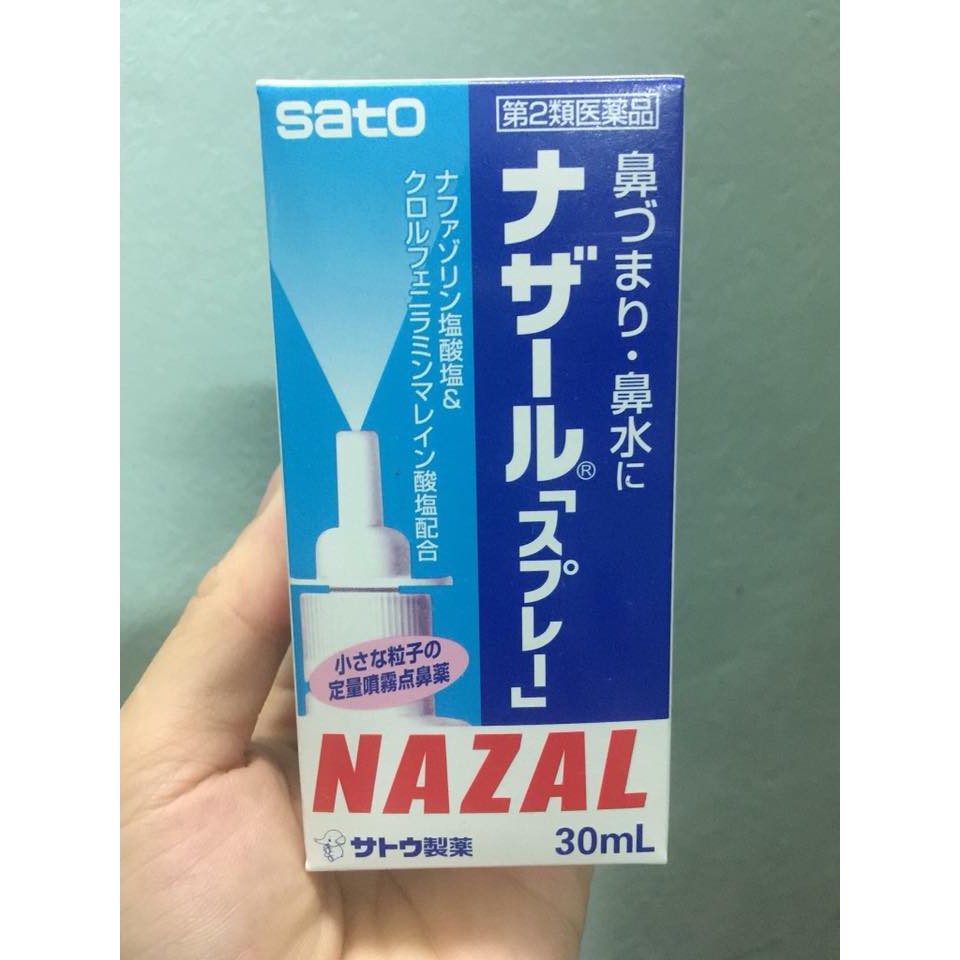 sato
第2類医薬品
鼻づまり・鼻水に
ナザール®「スプレー」
ナファゾリン塩酸塩&
クロルフェニラミンマレイン酸塩配合
小さな粒子の
定量噴霧点鼻薬
NAZAL
サトウ製薬
30mL